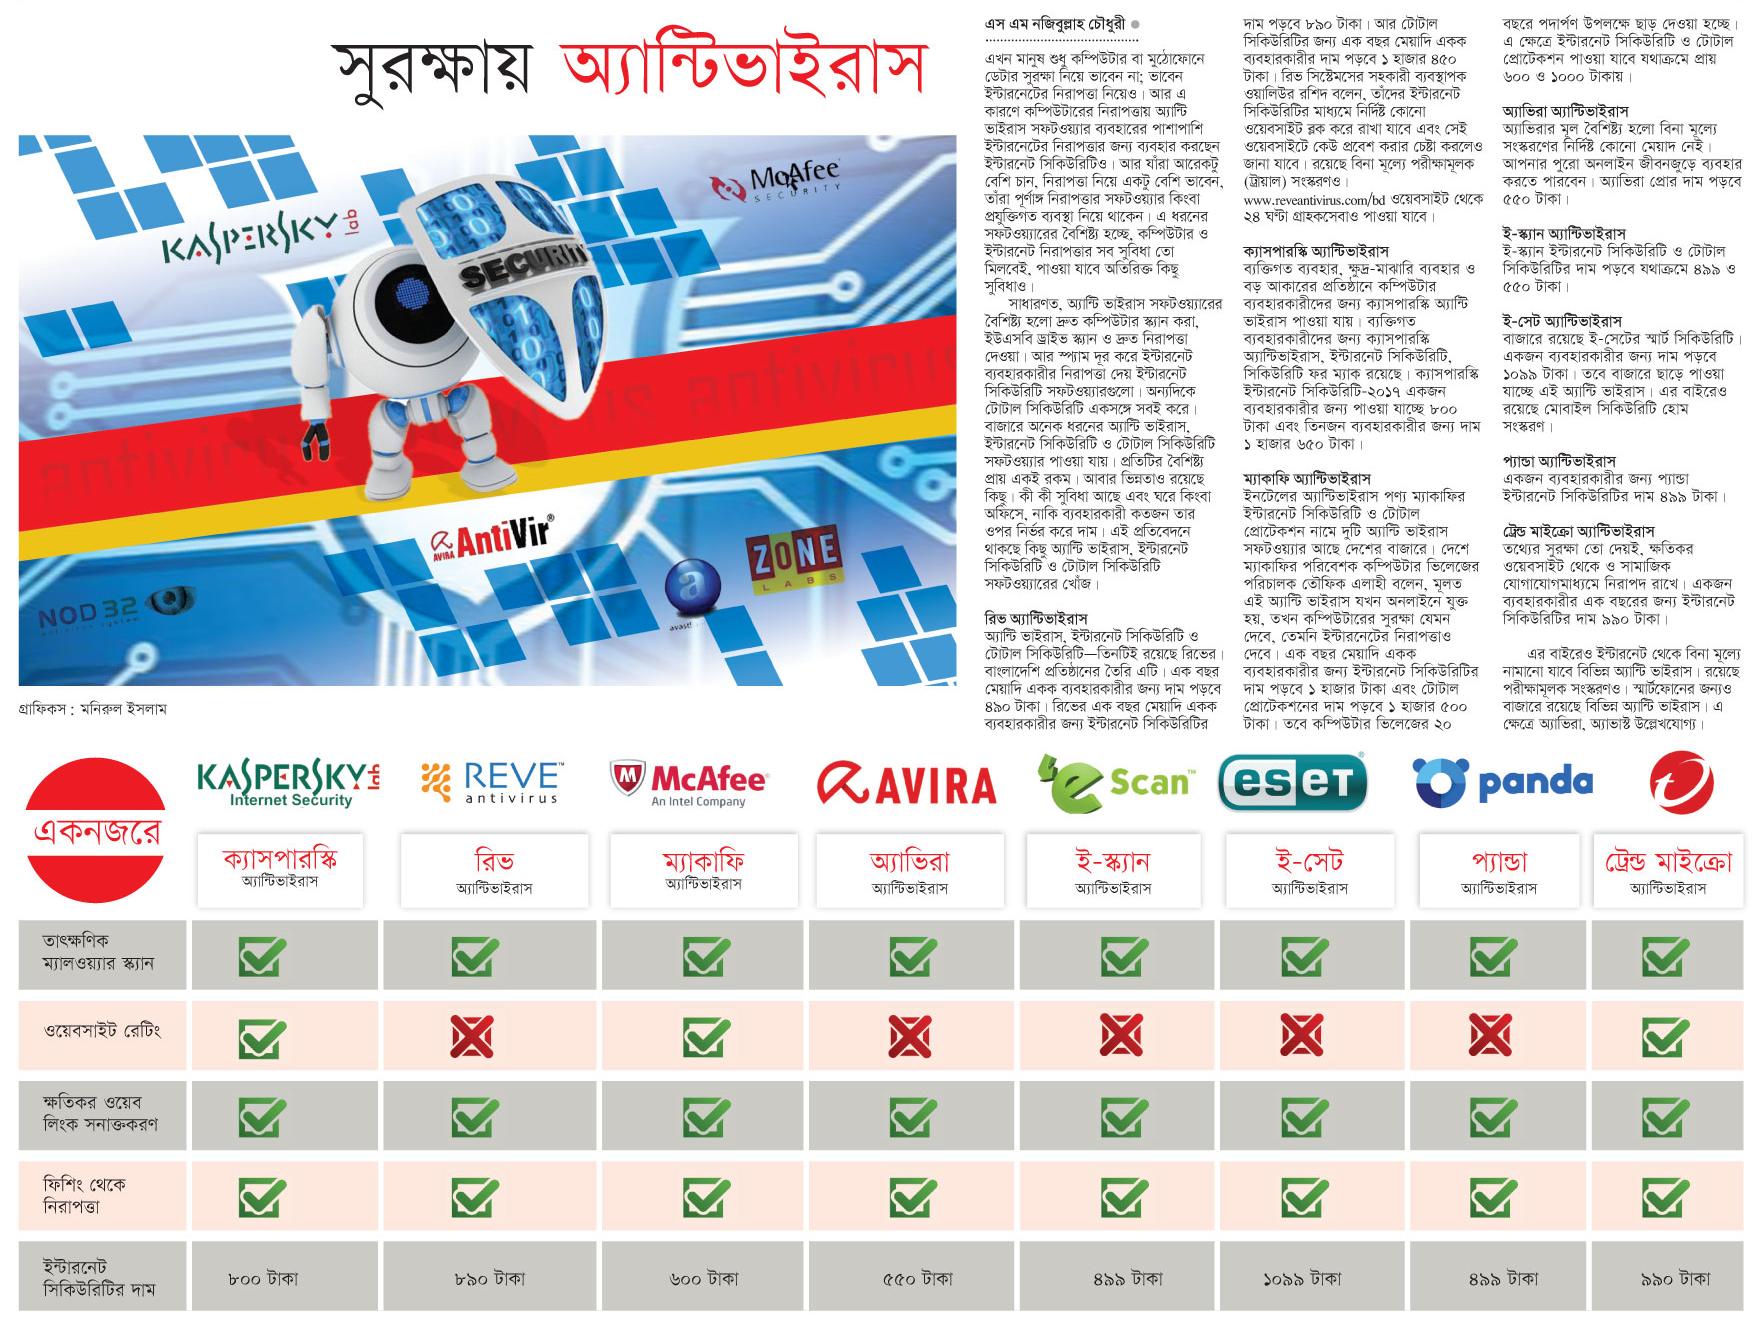 সুরক্ষায় অ্যান্টিভাইরাস
KASPERSKY lab
McAfee
SECURITY
SECURITY
antivirus antivirus
AVIRA AntiVir®
ZONE
LABS
NOD32
antivirus system
a
avast!
গ্রাফিকস : মনিরুল ইসলাম
এস এম নজিবুল্লাহ চৌধুরী
এখন মানুষ শুধু কম্পিউটার বা মুঠোফোনে
ডেটার সুরক্ষা নিয়ে ভাবেন না; ভাবেন
ইন্টারনেটের নিরাপত্তা নিয়েও। আর এ
কারণে কম্পিউটারের নিরাপত্তায় অ্যান্টি
ভাইরাস সফটওয়্যার ব্যবহারের পাশাপাশি
ইন্টারনেটের নিরাপত্তার জন্য ব্যবহার করছেন
ইন্টারনেট সিকিউরিটিও। আর যাঁরা আরেকটু
বেশি চান, নিরাপত্তা নিয়ে একটু বেশি ভাবেন,
তাঁরা পূর্ণাঙ্গ নিরাপত্তার সফটওয়্যার কিংবা
প্রযুক্তিগত ব্যবস্থা নিয়ে থাকেন। এ ধরনের
সফটওয়্যারের বৈশিষ্ট্য হচ্ছে, কম্পিউটার ও
ইন্টারনেট নিরাপত্তার সব সুবিধা তো
মিলবেই, পাওয়া যাবে অতিরিক্ত কিছু
সুবিধাও।
সাধারণত, অ্যান্টি ভাইরাস সফটওয়্যারের
বৈশিষ্ট্য হলো দ্রুত কম্পিউটার স্ক্যান করা,
ইউএসবি ড্রাইভ স্ক্যান ও দ্রুত নিরাপত্তা
দেওয়া। আর স্প্যাম দূর করে ইন্টারনেট
ব্যবহারকারীর নিরাপত্তা দেয় ইন্টারনেট
সিকিউরিটি সফটওয়্যারগুলো। অন্যদিকে
টোটাল সিকিউরিটি একসঙ্গে সবই করে।
বাজারে অনেক ধরনের অ্যান্টি ভাইরাস,
ইন্টারনেট সিকিউরিটি ও টোটাল সিকিউরিটি
সফটওয়্যার পাওয়া যায়। প্রতিটির বৈশিষ্ট্য
প্রায় একই রকম। আবার ভিন্নতাও রয়েছে
কিছু। কী কী সুবিধা আছে এবং ঘরে কিংবা
অফিসে, নাকি ব্যবহারকারী কতজন তার
ওপর নির্ভর করে দাম। এই প্রতিবেদনে
থাকছে কিছু অ্যান্টি ভাইরাস, ইন্টারনেট
সিকিউরিটি ও টোটাল সিকিউরিটি
সফটওয়্যারের খোঁজ।
রিভ অ্যান্টিভাইরাস
অ্যান্টি ভাইরাস, ইন্টারনেট সিকিউরিটি ও
টোটাল সিকিউরিটি—তিনটিই রয়েছে রিভের।
বাংলাদেশি প্রতিষ্ঠানের তৈরি এটি। এক বছর
মেয়াদি একক ব্যবহারকারীর জন্য দাম পড়বে
৪৯০ টাকা। রিভের এক বছর মেয়াদি একক
ব্যবহারকারীর জন্য ইন্টারনেট সিকিউরিটির
দাম পড়বে ৮৯০ টাকা। আর টোটাল
সিকিউরিটির জন্য এক বছর মেয়াদি একক
ব্যবহারকারীর দাম পড়বে ১ হাজার ৪৫০
টাকা। রিভ সিস্টেমসের সহকারী ব্যবস্থাপক
ওয়ালিউর রশিদ বলেন, তাঁদের ইন্টারনেট
সিকিউরিটির মাধ্যমে নির্দিষ্ট কোনো
ওয়েবসাইট ব্লক করে রাখা যাবে এবং সেই
ওয়েবসাইটে কেউ প্রবেশ করার চেষ্টা করলেও
জানা যাবে। রয়েছে বিনা মূল্যে পরীক্ষামূলক
(ট্রায়াল) সংস্করণও।
www.reveantivirus.com/bd ওয়েবসাইট থেকে
২৪ ঘণ্টা গ্রাহকসেবাও পাওয়া যাবে।
ক্যাসপারস্কি অ্যান্টিভাইরাস
ব্যক্তিগত ব্যবহার, ক্ষুদ্র-মাঝারি ব্যবহার ও
বড় আকারের প্রতিষ্ঠানে কম্পিউটার
ব্যবহারকারীদের জন্য ক্যাসপারস্কি অ্যান্টি
ভাইরাস পাওয়া যায়। ব্যক্তিগত
ব্যবহারকারীদের জন্য ক্যাসপারস্কি
অ্যান্টিভাইরাস, ইন্টারনেট সিকিউরিটি,
সিকিউরিটি ফর ম্যাক রয়েছে। ক্যাসপারস্কি
ইন্টারনেট সিকিউরিটি-২০১৭ একজন
ব্যবহারকারীর জন্য পাওয়া যাচ্ছে ৮০০
টাকা এবং তিনজন ব্যবহারকারীর জন্য দাম
১ হাজার ৬৫০ টাকা।
ম্যাকাফি অ্যান্টিভাইরাস
ইনটেলের অ্যান্টিভাইরাস পণ্য ম্যাকাফির
ইন্টারনেট সিকিউরিটি ও টোটাল
প্রোটেকশন নামে দুটি অ্যান্টি ভাইরাস
সফটওয়্যার আছে দেশের বাজারে। দেশে
ম্যাকাফির পরিবেশক কম্পিউটার ভিলেজের
পরিচালক তৌফিক এলাহী বলেন, মূলত
এই অ্যান্টি ভাইরাস যখন অনলাইনে যুক্ত
হয়, তখন কম্পিউটারের সুরক্ষা যেমন
দেবে, তেমনি ইন্টারনেটের নিরাপত্তাও
দেবে। এক বছর মেয়াদি একক
ব্যবহারকারীর জন্য ইন্টারনেট সিকিউরিটির
দাম পড়বে ১ হাজার টাকা এবং টোটাল
প্রোটেকশনের দাম পড়বে ১ হাজার ৫০০
টাকা। তবে কম্পিউটার ভিলেজের ২০
বছরে পদার্পণ উপলক্ষে ছাড় দেওয়া হচ্ছে।
এ ক্ষেত্রে ইন্টারনেট সিকিউরিটি ও টোটাল
প্রোটেকশন পাওয়া যাবে যথাক্রমে প্রায়
৬০০ ও ১০০০ টাকায়।
অ্যাভিরা অ্যান্টিভাইরাস
অ্যাভিরার মূল বৈশিষ্ট্য হলো বিনা মূল্যে
সংস্করণের নির্দিষ্ট কোনো মেয়াদ নেই।
আপনার পুরো অনলাইন জীবনজুড়ে ব্যবহার
করতে পারবেন। অ্যাভিরা প্রোর দাম পড়বে
৫৫০ টাকা।
ই-স্ক্যান অ্যান্টিভাইরাস
ই-স্ক্যান ইন্টারনেট সিকিউরিটি ও টোটাল
সিকিউরিটির দাম পড়বে যথাক্রমে ৪৯৯ ও
৫৫০ টাকা।
ই-সেট অ্যান্টিভাইরাস
বাজারে রয়েছে ই-সেটের স্মার্ট সিকিউরিটি।
একজন ব্যবহারকারীর জন্য দাম পড়বে
১০৯৯ টাকা। তবে বাজারে ছাড়ে পাওয়া
যাচ্ছে এই অ্যান্টি ভাইরাস। এর বাইরেও
রয়েছে মোবাইল সিকিউরিটি হোম
সংস্করণ।
প্যান্ডা অ্যান্টিভাইরাস
একজন ব্যবহারকারীর জন্য প্যান্ডা
ইন্টারনেট সিকিউরিটির দাম ৪৯৯ টাকা।
ট্রেন্ড মাইক্রো অ্যান্টিভাইরাস
তথ্যের সুরক্ষা তো দেয়ই, ক্ষতিকর
ওয়েবসাইট থেকে ও সামাজিক
যোগাযোগমাধ্যমে নিরাপদ রাখে। একজন
ব্যবহারকারীর এক বছরের জন্য ইন্টারনেট
সিকিউরিটির দাম ৯৯০ টাকা।
এর বাইরেও ইন্টারনেট থেকে বিনা মূল্যে
নামানো যাবে বিভিন্ন অ্যান্টি ভাইরাস। রয়েছে
পরীক্ষামূলক সংস্করণও। স্মার্টফোনের জন্যও
বাজারে রয়েছে বিভিন্ন অ্যান্টি ভাইরাস। এ
ক্ষেত্রে অ্যাভিরা, অ্যাভাস্ট উল্লেখযোগ্য।
একনজরে
KASPERSKY lab REVE™ McAfee® AVIRA eScan™ eseT® panda
Internet Security antivirus An Intel Company
ক্যাসপারস্কি রিভ ম্যাকাফি অ্যাভিরা ই-স্ক্যান ই-সেট প্যান্ডা ট্রেন্ড মাইক্রো
অ্যান্টিভাইরাস অ্যান্টিভাইরাস অ্যান্টিভাইরাস অ্যান্টিভাইরাস অ্যান্টিভাইরাস অ্যান্টিভাইরাস অ্যান্টিভাইরাস অ্যান্টিভাইরাস
তাৎক্ষণিক
ম্যালওয়্যার স্ক্যান
ওয়েবসাইট রেটিং
ক্ষতিকর ওয়েব
লিংক সনাক্তকরণ
ফিশিং থেকে
নিরাপত্তা
ইন্টারনেট
সিকিউরিটির দাম
৮০০ টাকা ৮৯০ টাকা ৬০০ টাকা ৫৫০ টাকা ৪৯৯ টাকা ১০৯৯ টাকা ৪৯৯ টাকা ৯৯০ টাকা